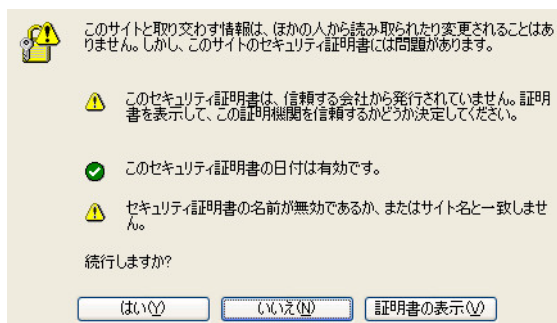 このサイトと取り交わす情報は、ほかの人から読み取られたり変更されることはあ
りません。しかし、このサイトのセキュリティ証明書には問題があります。
このセキュリティ証明書は、信頼する会社から発行されていません。証明
書を表示して、この証明機関を信頼するかどうか決定してください。
このセキュリティ証明書の日付は有効です。
セキュリティ証明書の名前が無効であるか、またはサイト名と一致しませ
ん。
続行しますか?
はい(Y) いいえ(N) 証明書の表示(V)